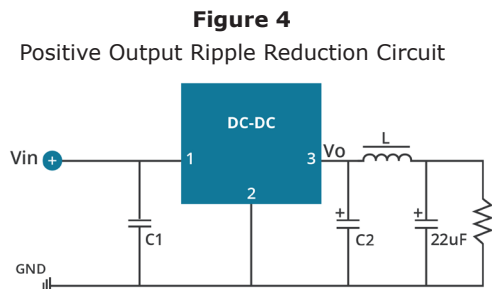 Figure 4
Positive Output Ripple Reduction Circuit
DC-DC
L
Vin +
1
3
Vo
2
+
C1
C2
+
22uF
GND